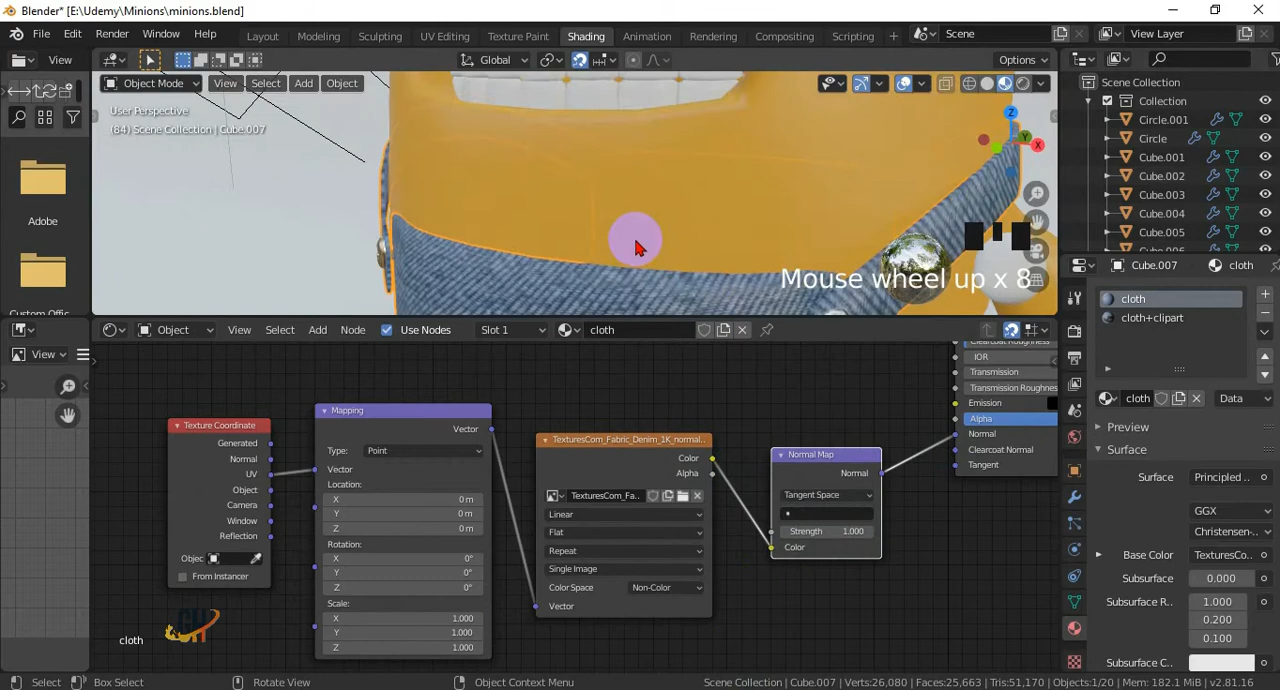 Blender* [E:\Udemy\Minions\minions.blend]
File Edit Render Window Help Layout Modeling Sculpting UV Editing Texture Paint Shading Animation Rendering Compositing Scripting + Scene View Layer
View Global Options
Object Mode View Select Add Object
User Perspective
(84) Scene Collection | Cube.007
Scene Collection
Collection
Circle.001
Circle
Cube.001
Cube.002
Cube.003
Cube.004
Cube.005
Cube.006
Adobe
Custom Offic
Z
Y
X
Mouse wheel up x 8
Object View Select Add Node Use Nodes Slot 1 cloth
View
Cube.007 cloth
cloth
cloth+clipart
cloth Data
Preview
Surface
Surface Principled ..
GGX
Christensen-..
Base Color TexturesCo..
Subsurface 0.000
Subsurface R.. 1.000
0.200
0.100
Subsurface C..
Texture Coordinate
Generated
Normal
UV
Object
Camera
Window
Reflection
Objec
From Instancer
Mapping
Vector
Type: Point
Vector
Location:
X 0 m
Y 0 m
Z 0 m
Rotation:
X 0°
Y 0°
Z 0°
Scale:
X 1.000
Y 1.000
Z 1.000
TexturesCom_Fabric_Denim_1K_normal..
Color
Alpha
TexturesCom_Fa..
Linear
Flat
Repeat
Single Image
Color Space Non-Color
Vector
Normal Map
Normal
Tangent Space
Strength 1.000
Color
Clearcoat Roughness
IOR
Transmission
Transmission Roughnes
Emission
Alpha
Normal
Clearcoat Normal
Tangent
cloth
Select Box Select Rotate View Object Context Menu Scene Collection | Cube.007 | Verts:26,080 | Faces:25,663 | Tris:51,170 | Objects:1/20 | Mem: 182.1 MiB | v2.81.16